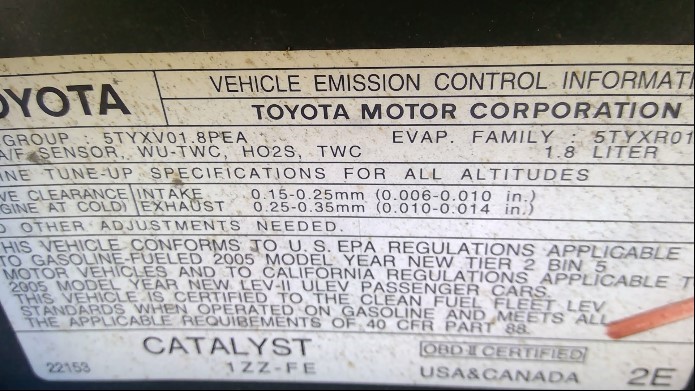 OYOTA
VEHICLE EMISSION CONTROL INFORMATI
TOYOTA MOTOR CORPORATION
GROUP : 5TYXV01.8PEA EVAP. FAMILY : 5TYXR01
A/F SENSOR, WU-TWC, HO2S, TWC 1.8 LITER
INE TUNE-UP SPECIFICATIONS FOR ALL ALTITUDES
VE CLEARANCE INTAKE 0.15-0.25mm (0.006-0.010 in.)
GINE AT COLD) EXHAUST 0.25-0.35mm (0.010-0.014 in.)
O OTHER ADJUSTMENTS NEEDED.
HIS VEHICLE CONFORMS TO U.S. EPA REGULATIONS APPLICABLE
TO GASOLINE-FUELED 2005 MODEL YEAR NEW TIER 2 BIN 5
MOTOR VEHICLES AND TO CALIFORNIA REGULATIONS APPLICABLE T
2005 MODEL YEAR NEW LEV-II ULEV PASSENGER CARS.
THIS VEHICLE IS CERTIFIED TO THE CLEAN FUEL FLEET LEV
STANDARDS WHEN OPERATED ON GASOLINE AND MEETS ALL
THE APPLICABLE REQUIREMENTS OF 40 CFR PART 88.
CATALYST OBD II CERTIFIED
22153 1ZZ-FE USA&CANADA 2E